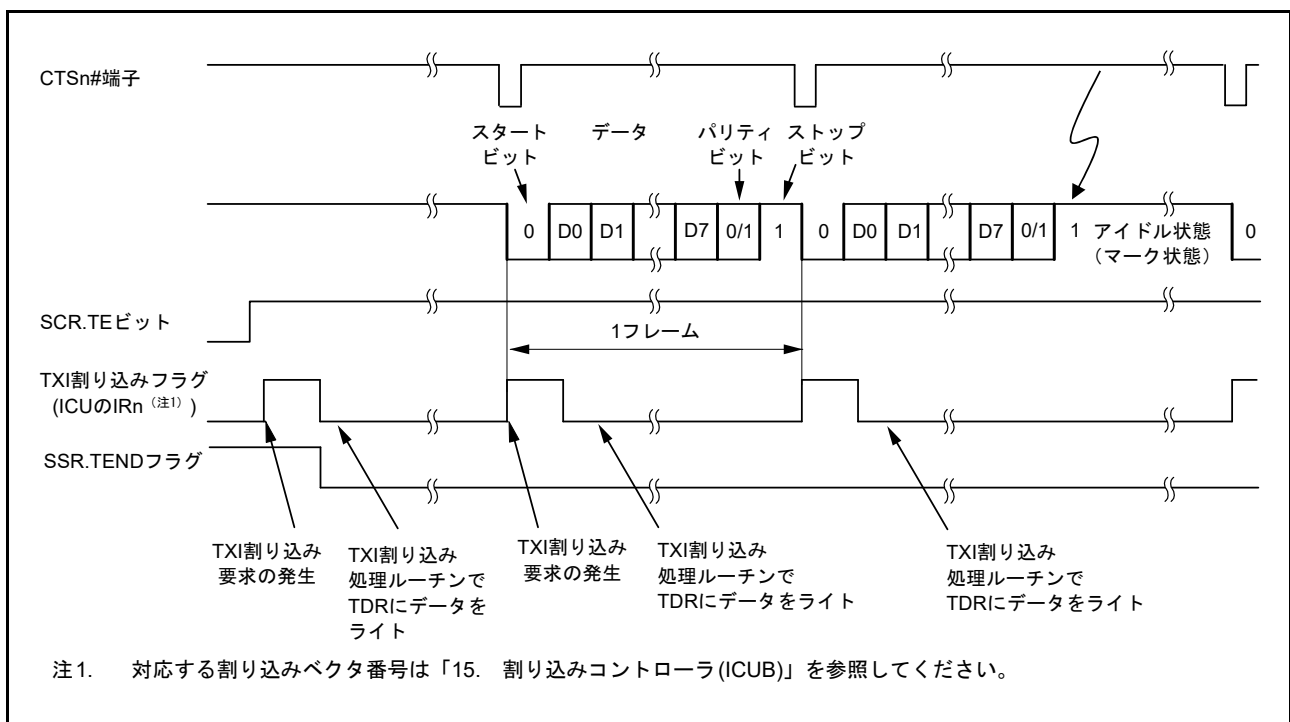 CTSn#端子
スタート
ビット
データ
パリティ
ビット
ストップ
ビット
0 D0 D1 D7 0/1 1 0 D0 D1 D7 0/1 1 アイドル状態
（マーク状態）
0
SCR.TEビット
1フレーム
TXI割り込みフラグ
(ICUのIRn（注1）)
SSR.TENDフラグ
TXI割り込み
要求の発生
TXI割り込み
処理ルーチンで
TDRにデータを
ライト
TXI割り込み
要求の発生
TXI割り込み
処理ルーチンで
TDRにデータをライト
TXI割り込み
処理ルーチンで
TDRにデータをライト
注1. 対応する割り込みベクタ番号は「15. 割り込みコントローラ(ICUB)」を参照してください。